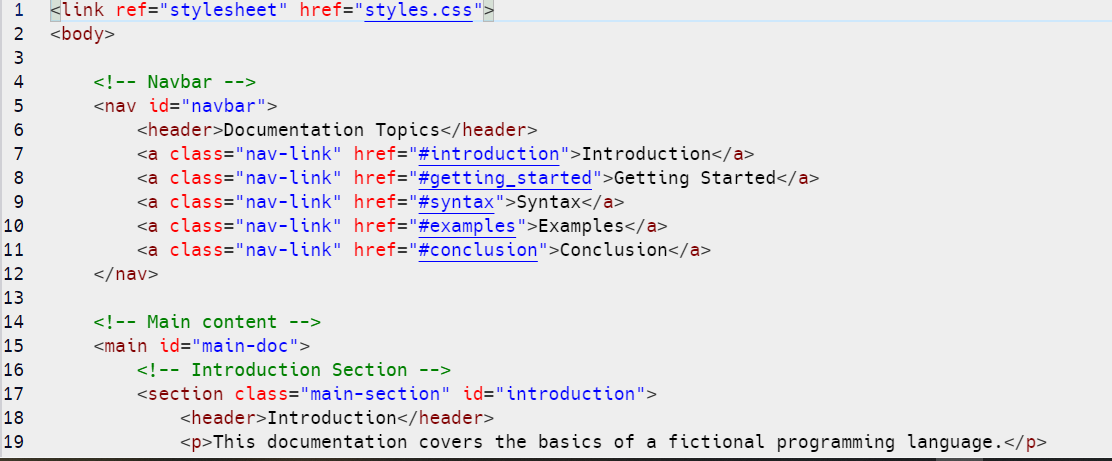 1 <link ref="stylesheet" href="styles.css">
2 <body>
3
4 <!-- Navbar -->
5 <nav id="navbar">
6 <header>Documentation Topics</header>
7 <a class="nav-link" href="#introduction">Introduction</a>
8 <a class="nav-link" href="#getting_started">Getting Started</a>
9 <a class="nav-link" href="#syntax">Syntax</a>
10 <a class="nav-link" href="#examples">Examples</a>
11 <a class="nav-link" href="#conclusion">Conclusion</a>
12 </nav>
13
14 <!-- Main content -->
15 <main id="main-doc">
16 <!-- Introduction Section -->
17 <section class="main-section" id="introduction">
18 <header>Introduction</header>
19 <p>This documentation covers the basics of a fictional programming language.</p>